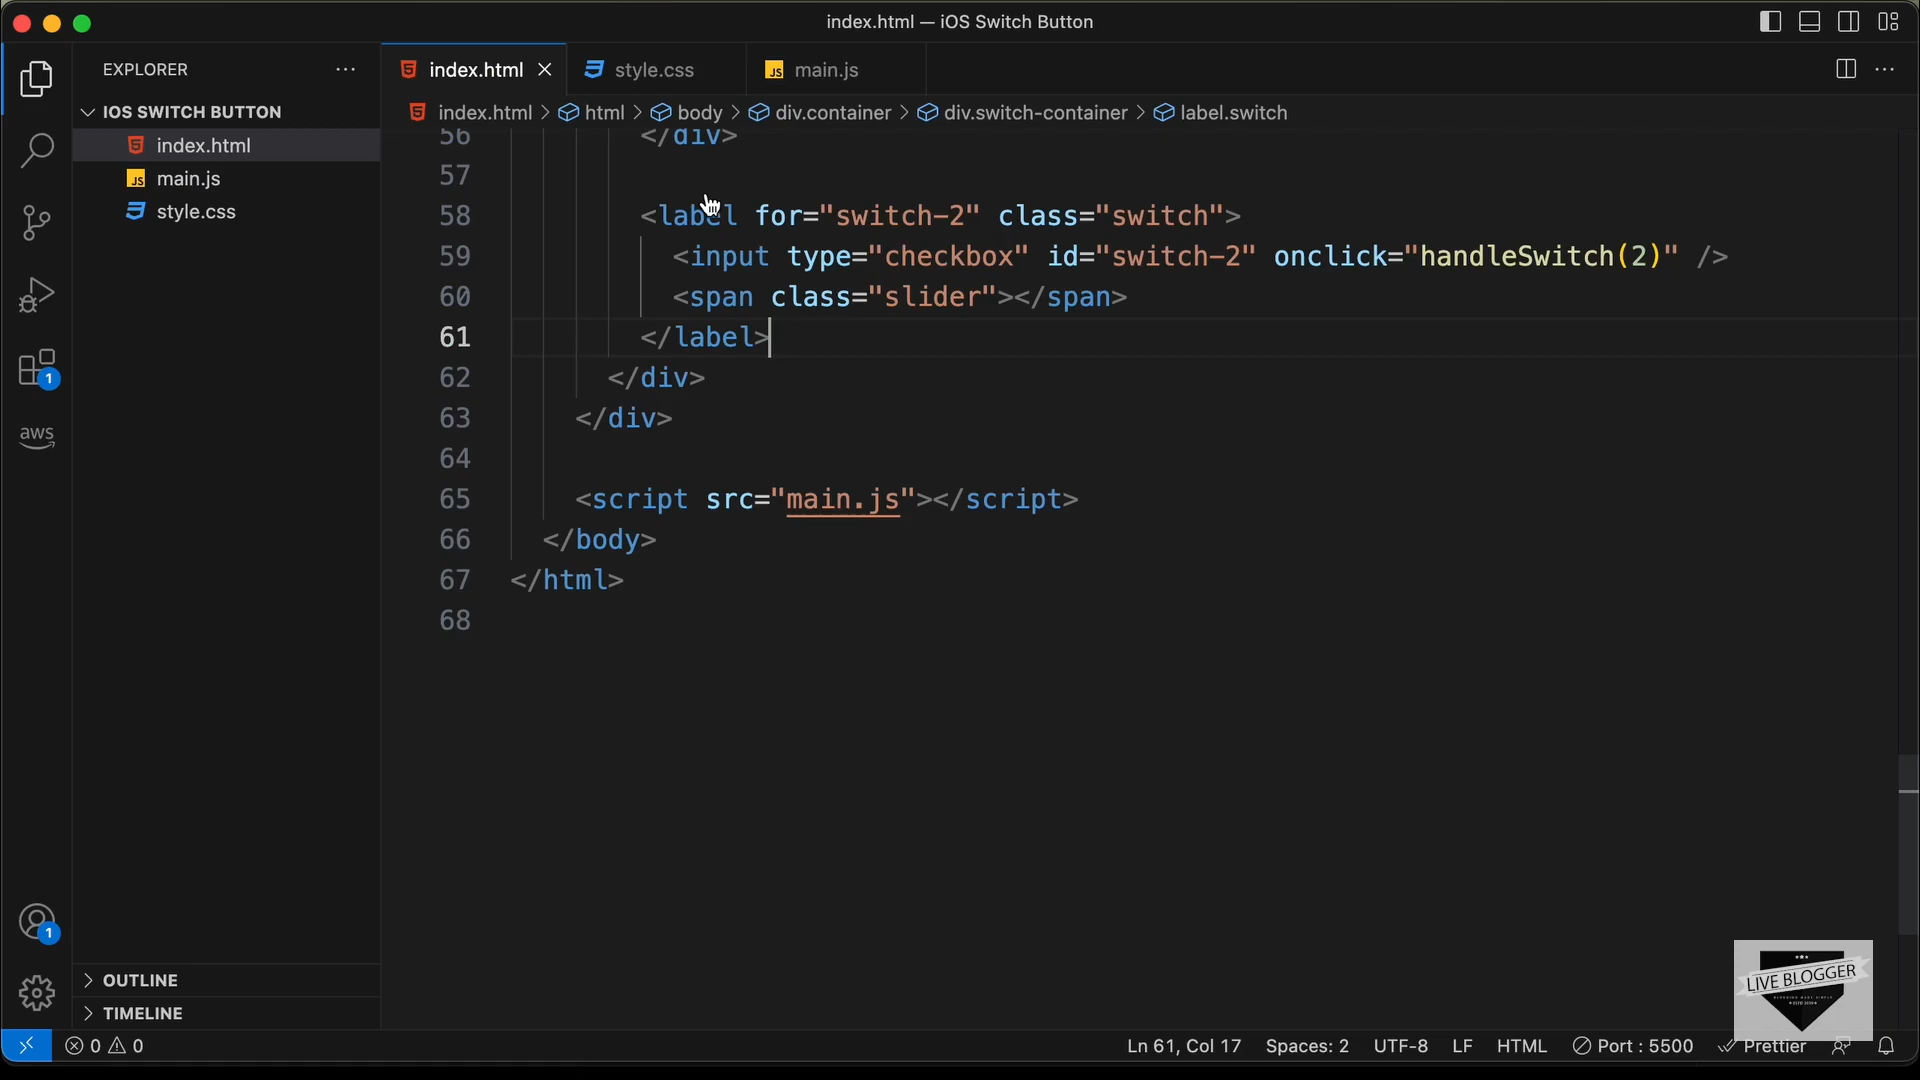 index.html — iOS Switch Button
EXPLORER
index.html
style.css
JS main.js
IOS SWITCH BUTTON
index.html > html > body > div.container > div.switch-container > label.switch
index.html
JS main.js
style.css
56 </div>
57
58 <label for="switch-2" class="switch">
59 <input type="checkbox" id="switch-2" onclick="handleSwitch(2)" />
60 <span class="slider"></span>
61 </label>
62 </div>
63 </div>
64
65 <script src="main.js"></script>
66 </body>
67 </html>
68
1
aws
1
OUTLINE
TIMELINE
LIVE BLOGGER
0 0
Ln 61, Col 17 Spaces: 2 UTF-8 LF HTML Port : 5500 Prettier